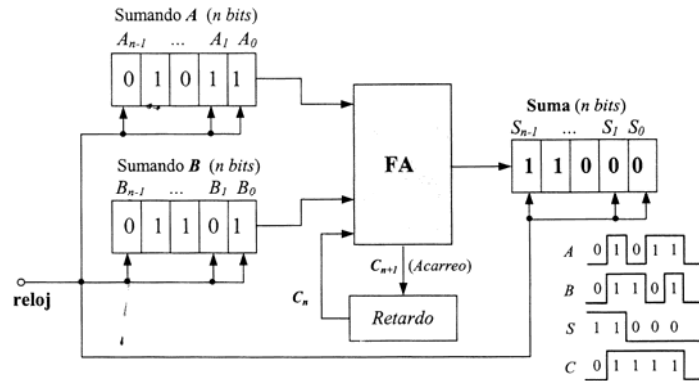 Sumando A (n bits)
A_{n-1} ... A_1 A_0
0 1 0 1 1
Sumando B (n bits)
B_{n-1} ... B_1 B_0
0 1 1 0 1
reloj
FA
C_{n+1} (Acarreo)
C_n
Retardo
Suma (n bits)
S_{n-1} ... S_1 S_0
1 1 0 0 0
A 0 1 0 1 1
B 0 1 1 0 1
S 1 1 0 0 0
C 0 1 1 1 1